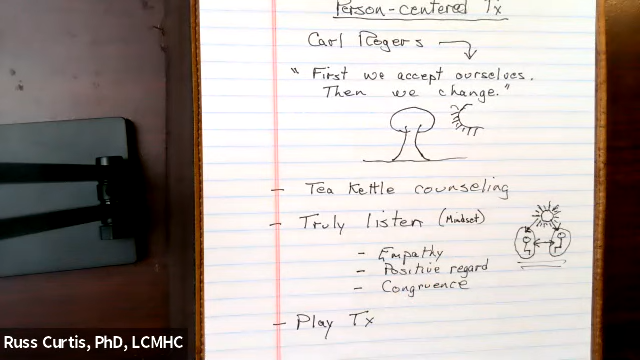 Person-centered Tx
Carl Rogers
"First we accept ourselves.
Then we change."
- Tea Kettle counseling
- Truly listen (Mindset)
- Empathy
- Positive regard
- Congruence
- Play Tx
Russ Curtis, PhD, LCMHC